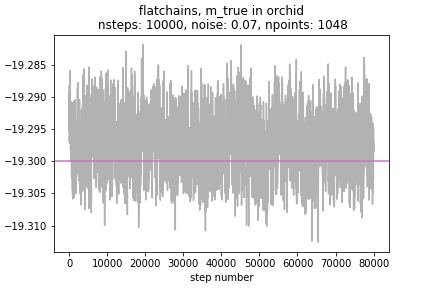 flatchains, m_true in orchid
nsteps: 10000, noise: 0.07, npoints: 1048
−19.285
−19.290
−19.295
−19.300
−19.305
−19.310
0 10000 20000 30000 40000 50000 60000 70000 80000
step number